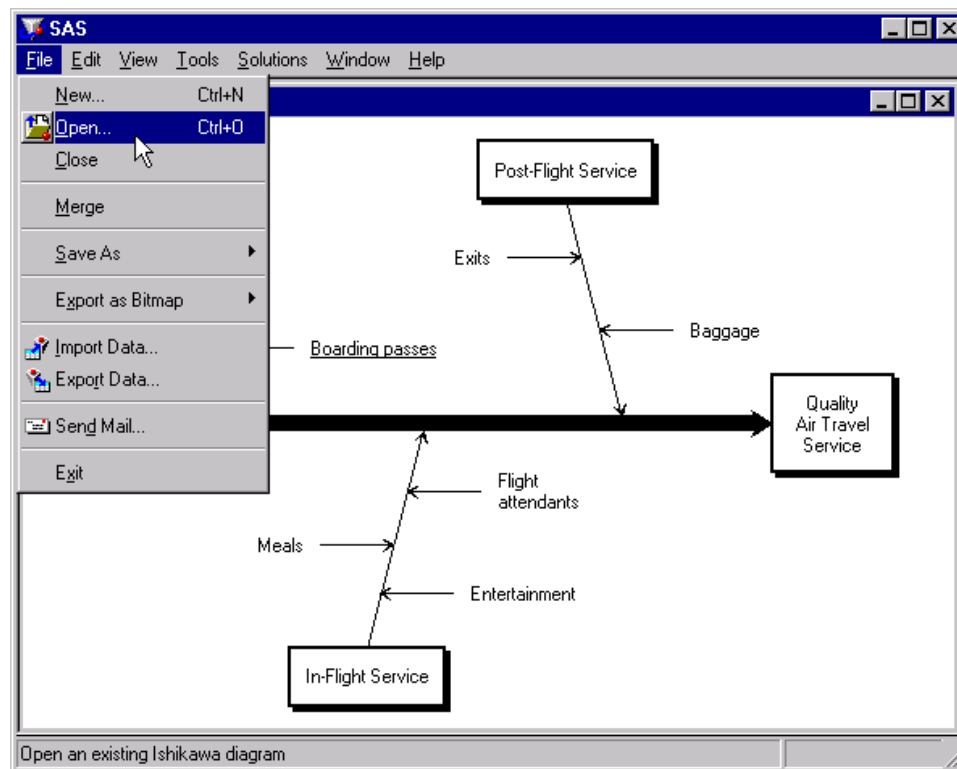 SAS
File Edit View Tools Solutions Window Help
New... Ctrl+N
Open... Ctrl+O
Close
Merge
Save As
Export as Bitmap
Import Data...
Export Data...
Send Mail...
Exit
Post-Flight Service
Exits
Baggage
Boarding passes
Quality
Air Travel
Service
Flight
attendants
Meals
Entertainment
In-Flight Service
Open an existing Ishikawa diagram